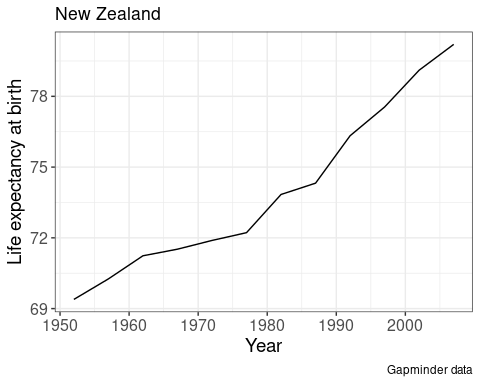 New Zealand
Life expectancy at birth
78
75
72
69
1950 1960 1970 1980 1990 2000
Year
Gapminder data